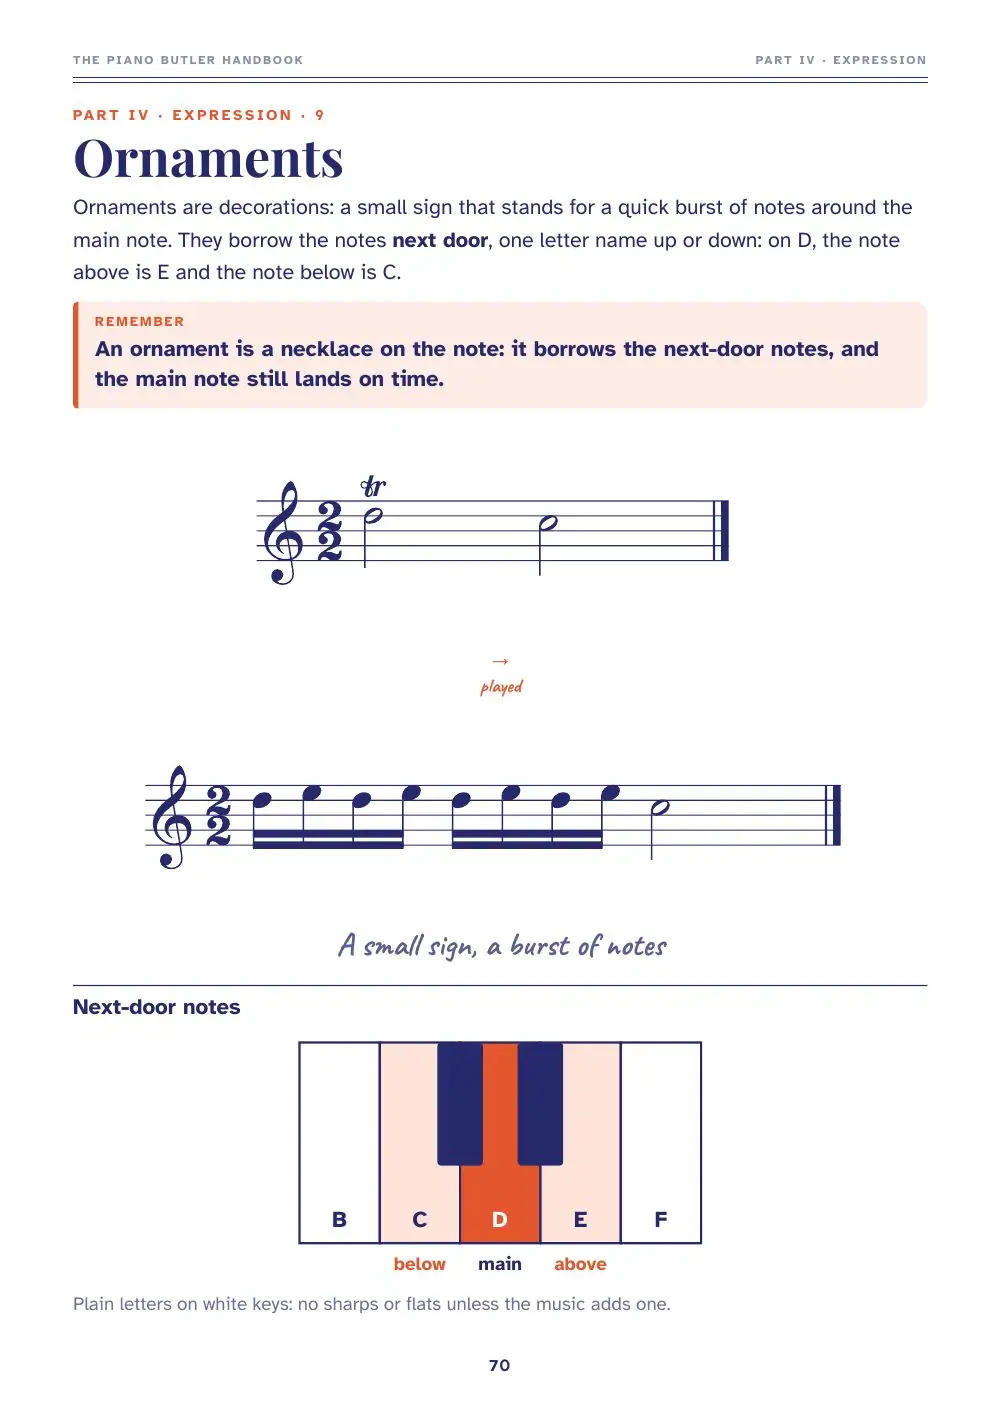 THE PIANO BUTLER HANDBOOK
PART IV · EXPRESSION
PART IV · EXPRESSION · 9
Ornaments
Ornaments are decorations: a small sign that stands for a quick burst of notes around the
main note. They borrow the notes next door, one letter name up or down: on D, the note
above is E and the note below is C.
REMEMBER
An ornament is a necklace on the note: it borrows the next-door notes, and
the main note still lands on time.
tr
2
2
→
played
2
2
A small sign, a burst of notes
Next-door notes
B C D E F
below main above
Plain letters on white keys: no sharps or flats unless the music adds one.
70